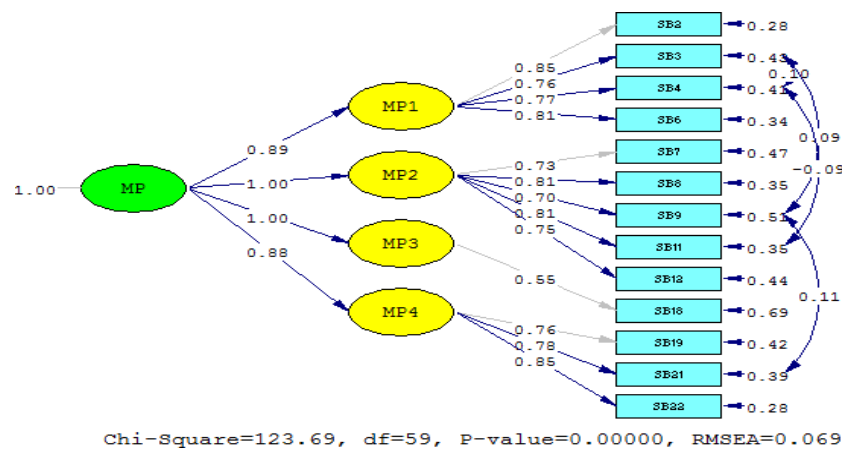 SB2 0.28
0.85 SB3 0.43
0.76 0.10
MP1 0.77 SB4 0.41
0.81 SB6 0.34
0.89 0.09
0.73 SB7 0.47
1.00 MP MP2 0.81 SB8 0.35 -0.09
1.00 0.70 SB9 0.51
0.81
1.00 MP3 0.75 SB11 0.35
0.88 SB12 0.44
0.55 0.11
MP4 SB18 0.69
0.76 SB19 0.42
0.78
0.85 SB21 0.39
SB22 0.28
Chi-Square=123.69, df=59, P-value=0.00000, RMSEA=0.069